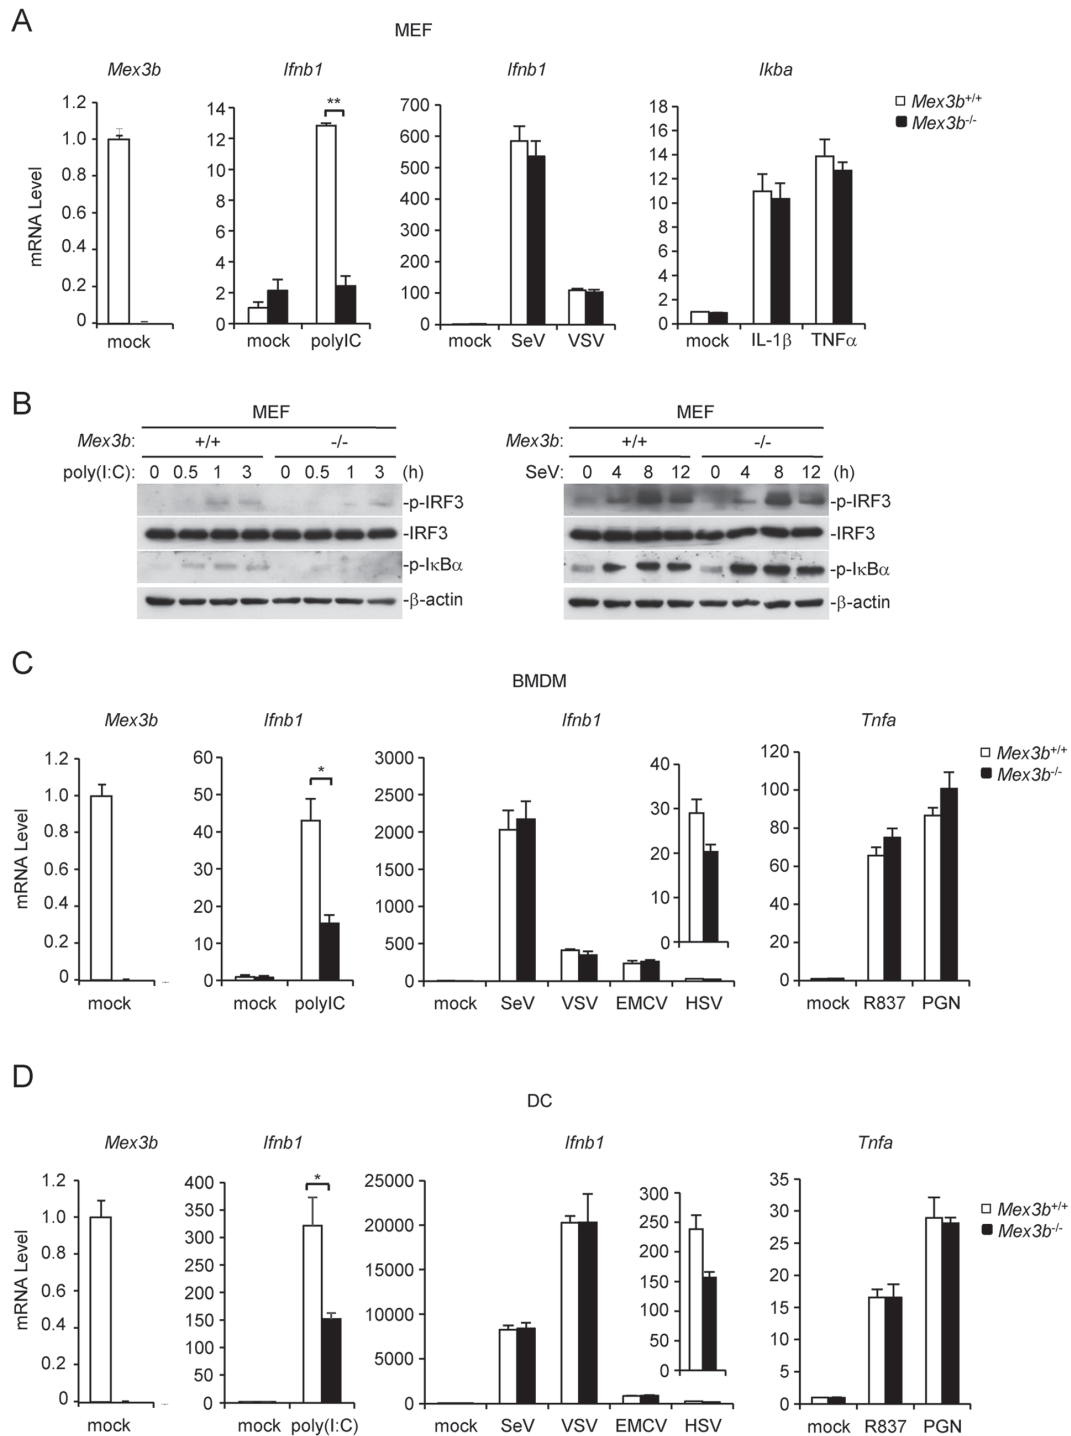 A
MEF
Mex3b
Ifnb1
Ifnb1
Ikba
Mex3b+/+
Mex3b-/-
mRNA Level
1.2
1.0
0.8
0.6
0.4
0.2
0
mock
14
12
10
8
6
4
2
0
**
mock polyIC
700
600
500
400
300
200
100
0
mock SeV VSV
18
16
14
12
10
8
6
4
2
0
mock IL-1β TNFα
B
MEF
Mex3b: +/+ -/-
poly(I:C): 0 0.5 1 3 0 0.5 1 3 (h)
-p-IRF3
-IRF3
-p-IκBα
-β-actin
MEF
Mex3b: +/+ -/-
SeV: 0 4 8 12 0 4 8 12 (h)
-p-IRF3
-IRF3
-p-IκBα
-β-actin
C
BMDM
Mex3b
Ifnb1
Ifnb1
Tnfa
Mex3b+/+
Mex3b-/-
mRNA Level
1.2
1.0
0.8
0.6
0.4
0.2
0
mock
60
50
40
30
20
10
0
*
mock polyIC
3000
2500
2000
1500
1000
500
0
mock SeV VSV EMCV HSV
40
30
20
10
0
120
100
80
60
40
20
0
mock R837 PGN
D
DC
Mex3b
Ifnb1
Ifnb1
Tnfa
Mex3b+/+
Mex3b-/-
mRNA Level
1.2
1.0
0.8
0.6
0.4
0.2
0
mock
400
350
300
250
200
150
100
50
0
*
mock poly(I:C)
25000
20000
15000
10000
5000
0
mock SeV VSV EMCV HSV
300
250
200
150
100
50
0
35
30
25
20
15
10
5
0
mock R837 PGN